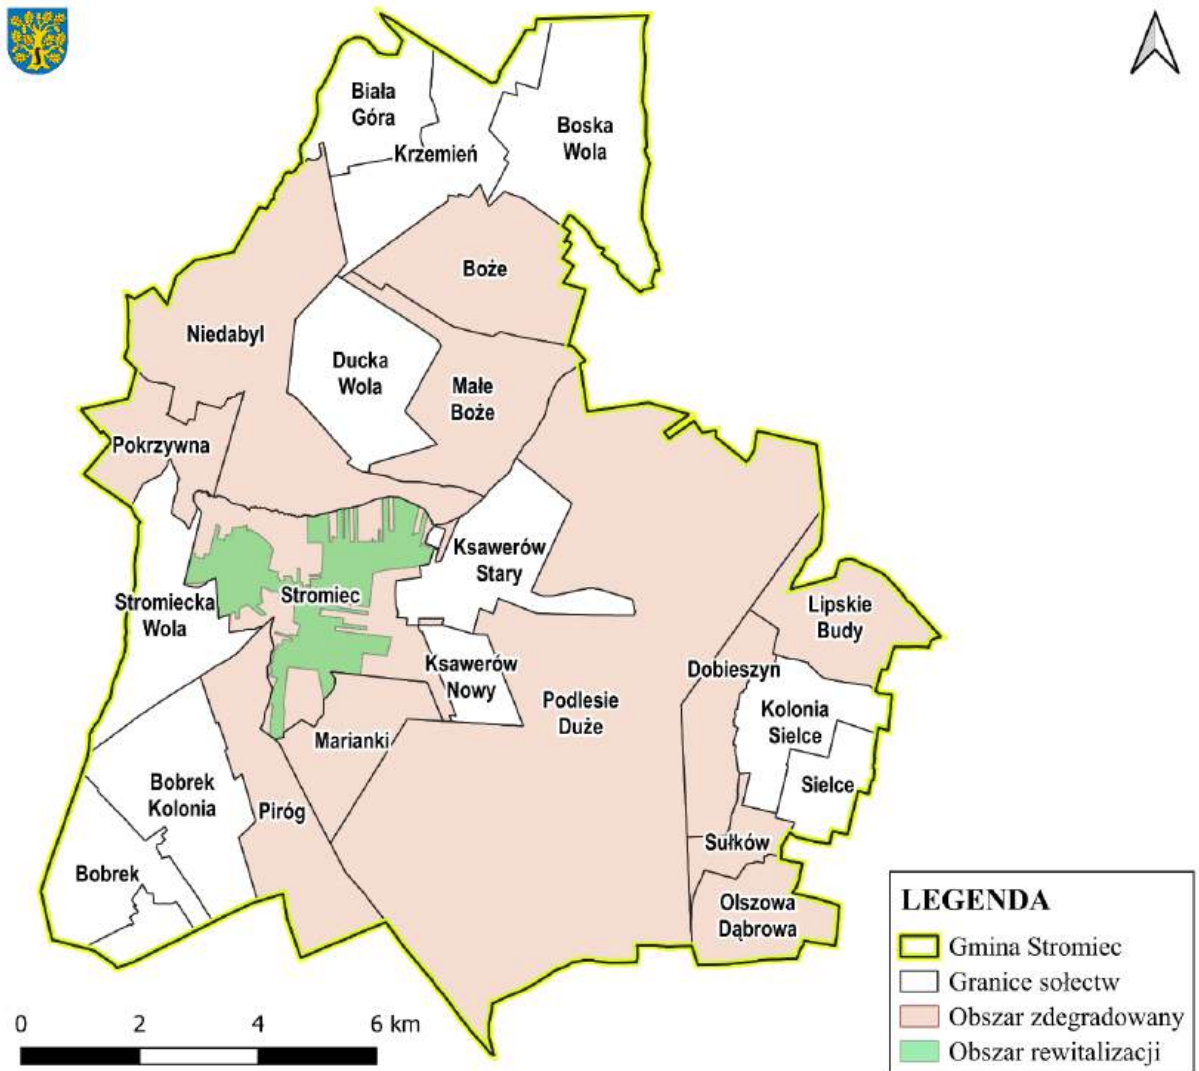 Biała
Góra
Krzemień
Boska
Wola
Boże
Niedabyl
Ducka
Wola
Małe
Boże
Pokrzywna
Ksawerów
Stary
Stromiec
Stromiecka
Wola
Lipskie
Budy
Ksawerów
Nowy
Dobieszyn
Podlesie
Duże
Kolonia
Sielce
Marianki
Bobrek
Kolonia
Piróg
Sielce
Sułków
Bobrek
Olszowa
Dąbrowa
LEGENDA
Gmina Stromiec
Granice sołectw
Obszar zdegradowany
Obszar rewitalizacji
0 2 4 6 km